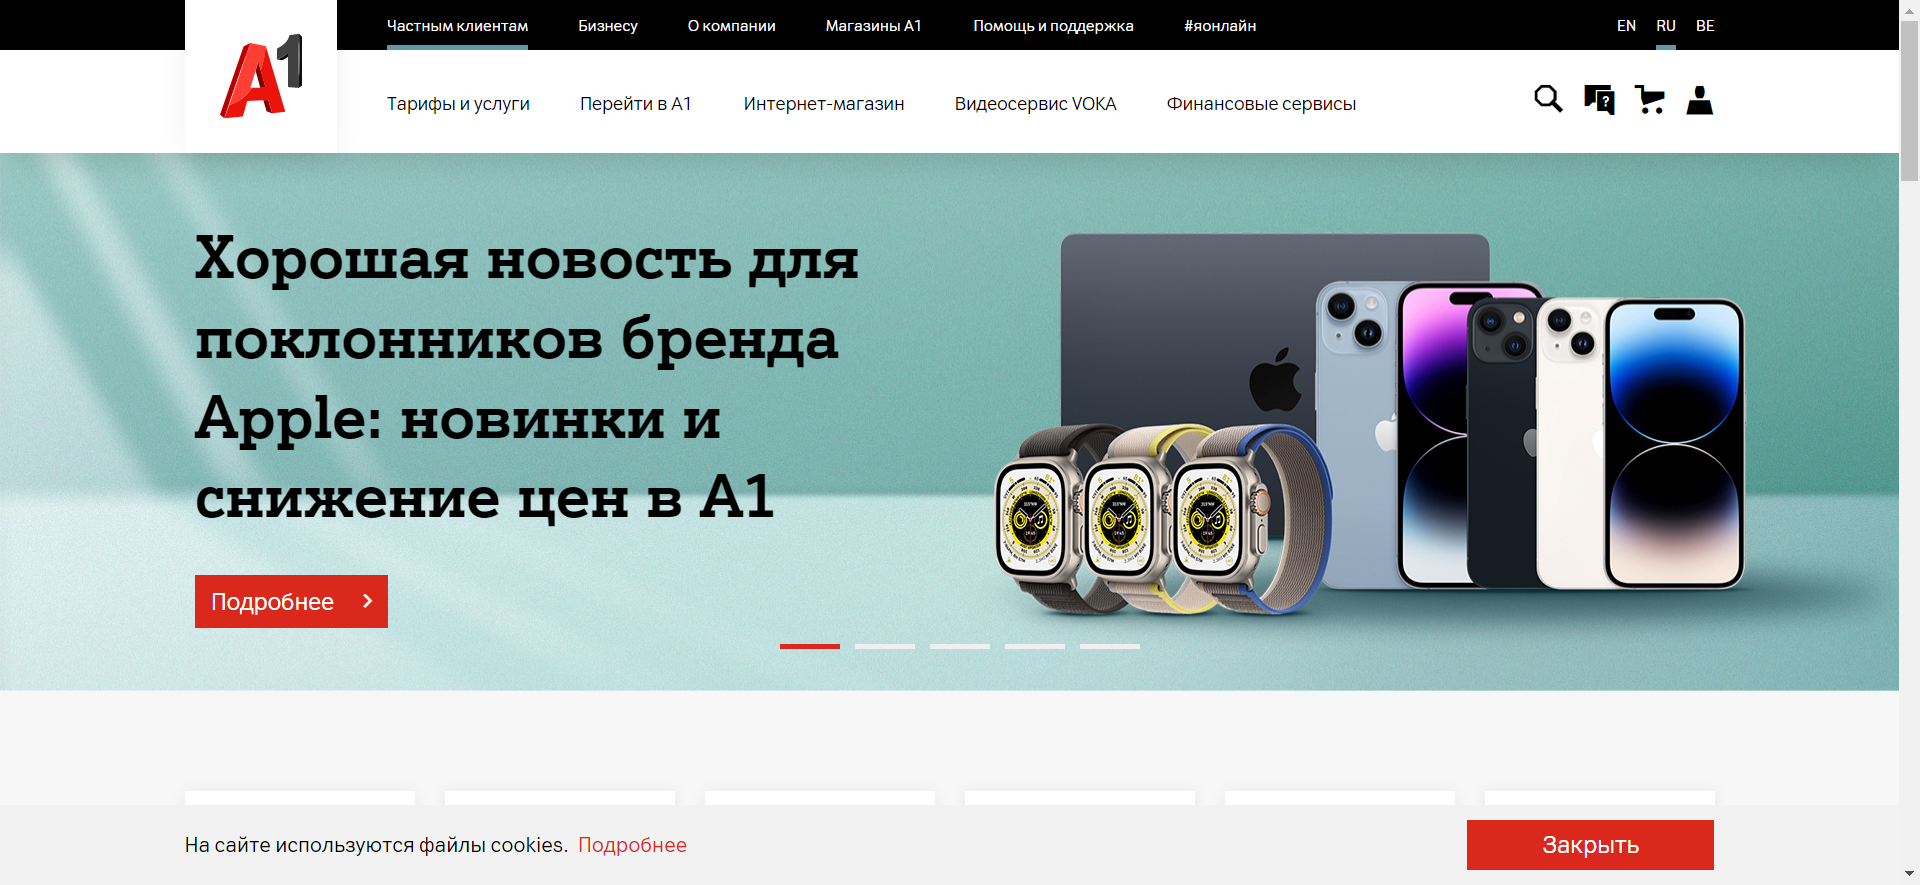 Частным клиентам Бизнесу О компании Магазины А1 Помощь и поддержка #яонлайн EN RU BE
A1
Тарифы и услуги Перейти в А1 Интернет-магазин Видеосервис VOKA Финансовые сервисы
Хорошая новость для
поклонников бренда
Apple: новинки и
снижение цен в А1
Подробнее
На сайте используются файлы cookies. Подробнее
Закрыть